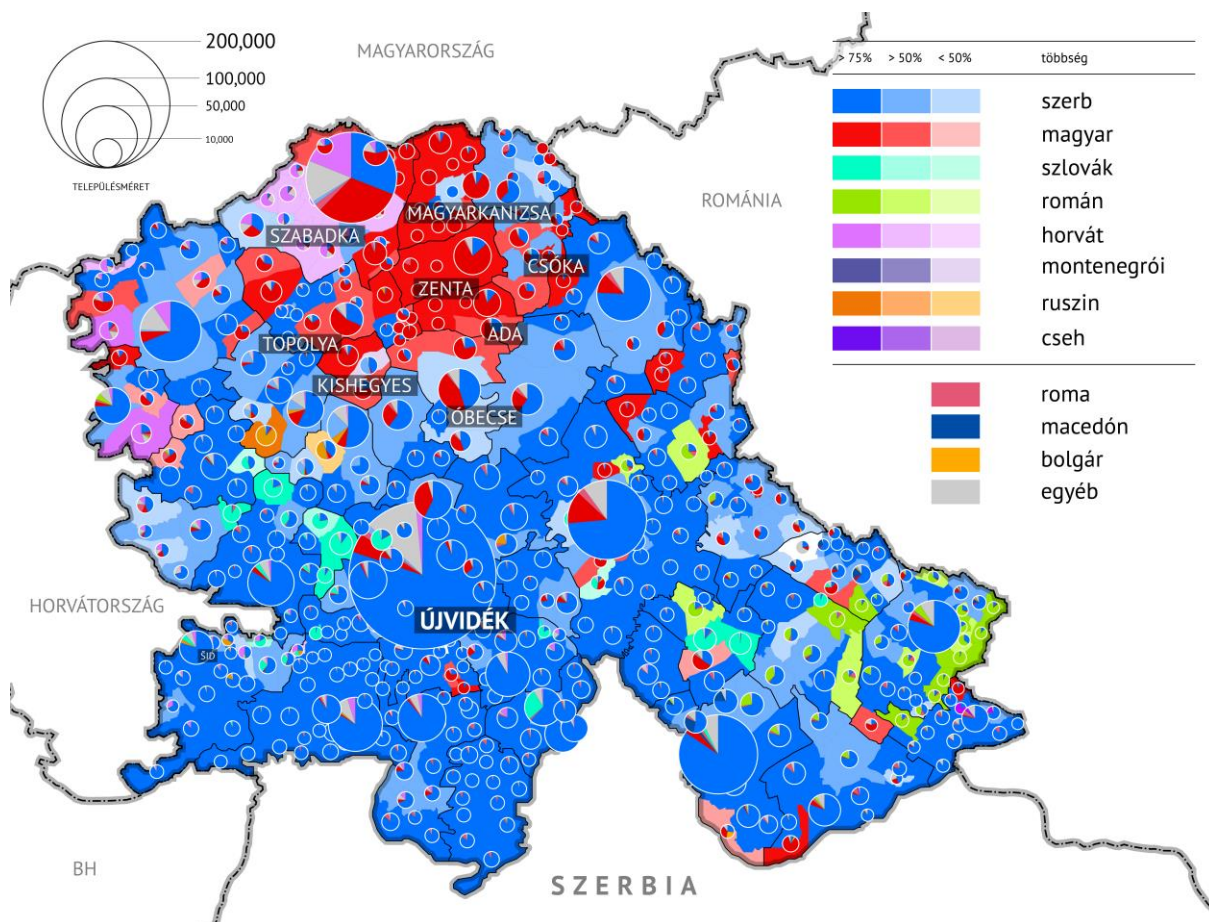 200,000
100,000
50,000
10,000
TELEPÜLÉSMÉRET
MAGYARORSZÁG
ROMÁNIA
HORVÁTORSZÁG
BH
SZERBIA
> 75% > 50% < 50% többség
szerb
magyar
szlovák
román
horvát
montenegrói
ruszin
cseh
roma
macedón
bolgár
egyéb
MAGYARKANIZSA
SZABADKA
CSÓKA
ZENTA
ADA
TOPOLYA
KISHEGYES
ÓBECSE
ÚJVIDÉK
ŠID